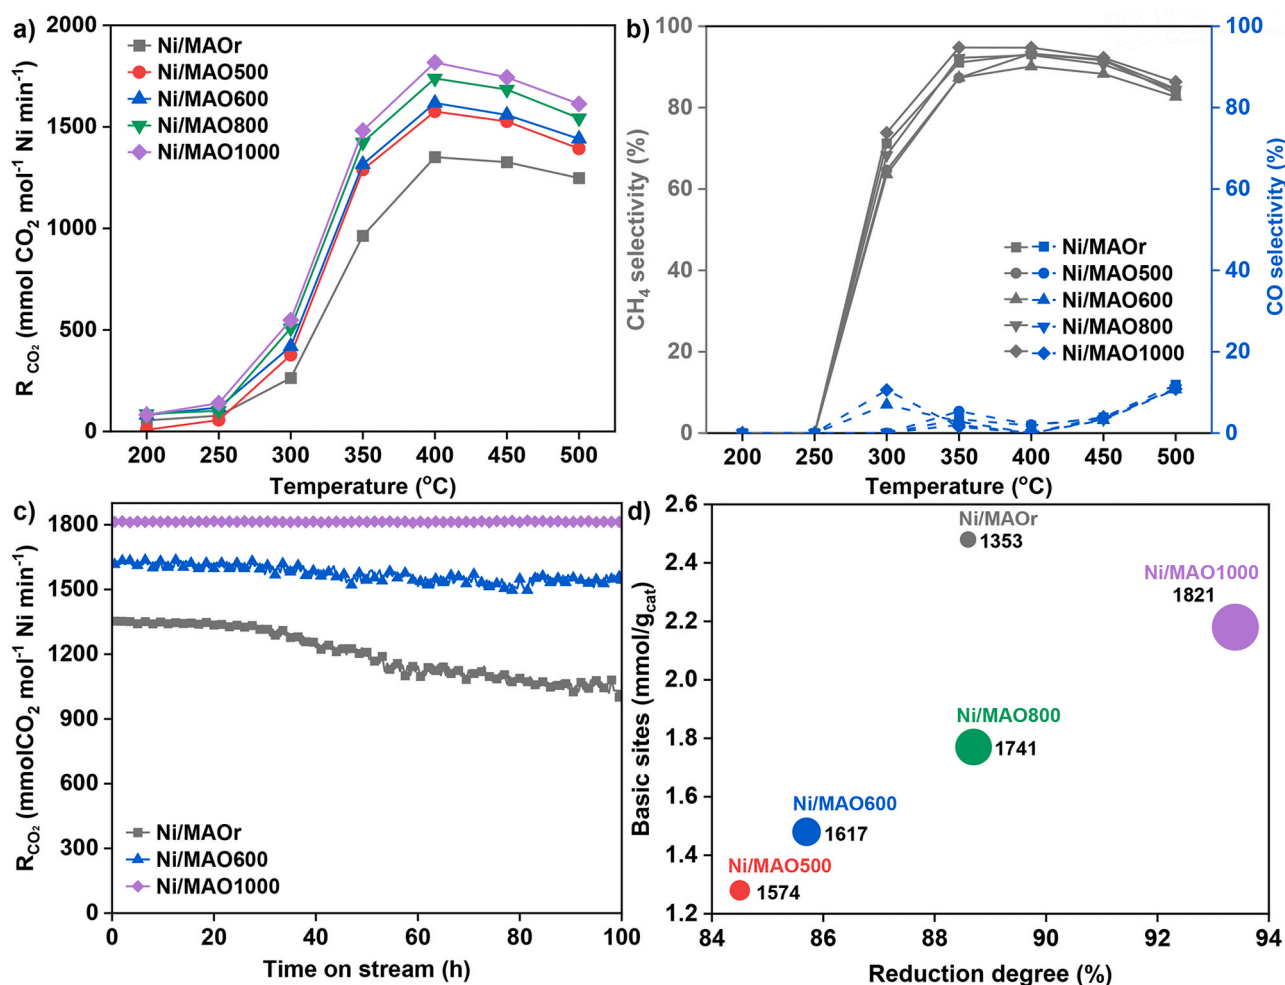 a)
R CO₂ (mmol CO₂ mol⁻¹ Ni min⁻¹)
2000
1500
1000
500
0
Ni/MAOr
Ni/MAO500
Ni/MAO600
Ni/MAO800
Ni/MAO1000
200 250 300 350 400 450 500
Temperature (°C)
b)
CH₄ selectivity (%)
100
80
60
40
20
0
Ni/MAOr
Ni/MAO500
Ni/MAO600
Ni/MAO800
Ni/MAO1000
100
80
60
40
20
0
CO selectivity (%)
200 250 300 350 400 450 500
Temperature (°C)
c)
RCO₂ (mmolCO₂ mol⁻¹ Ni min⁻¹)
1800
1500
1200
900
600
300
0
Ni/MAOr
Ni/MAO600
Ni/MAO1000
0 20 40 60 80 100
Time on stream (h)
d)
Basic sites (mmol/gcat)
2.6
2.4
2.2
2.0
1.8
1.6
1.4
1.2
Ni/MAOr
1353
Ni/MAO1000
1821
Ni/MAO800
1741
Ni/MAO600
1617
Ni/MAO500
1574
84 86 88 90 92 94
Reduction degree (%)